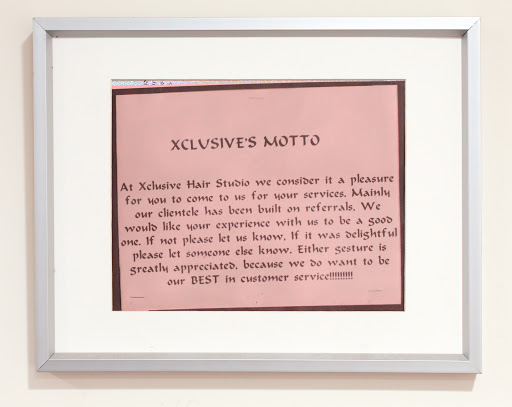 XCLUSIVE'S MOTTO
At Xclusive Hair Studio we consider it a pleasure
for you to come to us for your services. Mainly
our clientele has been built on referrals. We
would like your experience with us to be a good
one. If not please let us know. If it was delightful
please let someone else know. Either gesture is
greatly appreciated, because we do want to be
our BEST in customer service!!!!!!!!!